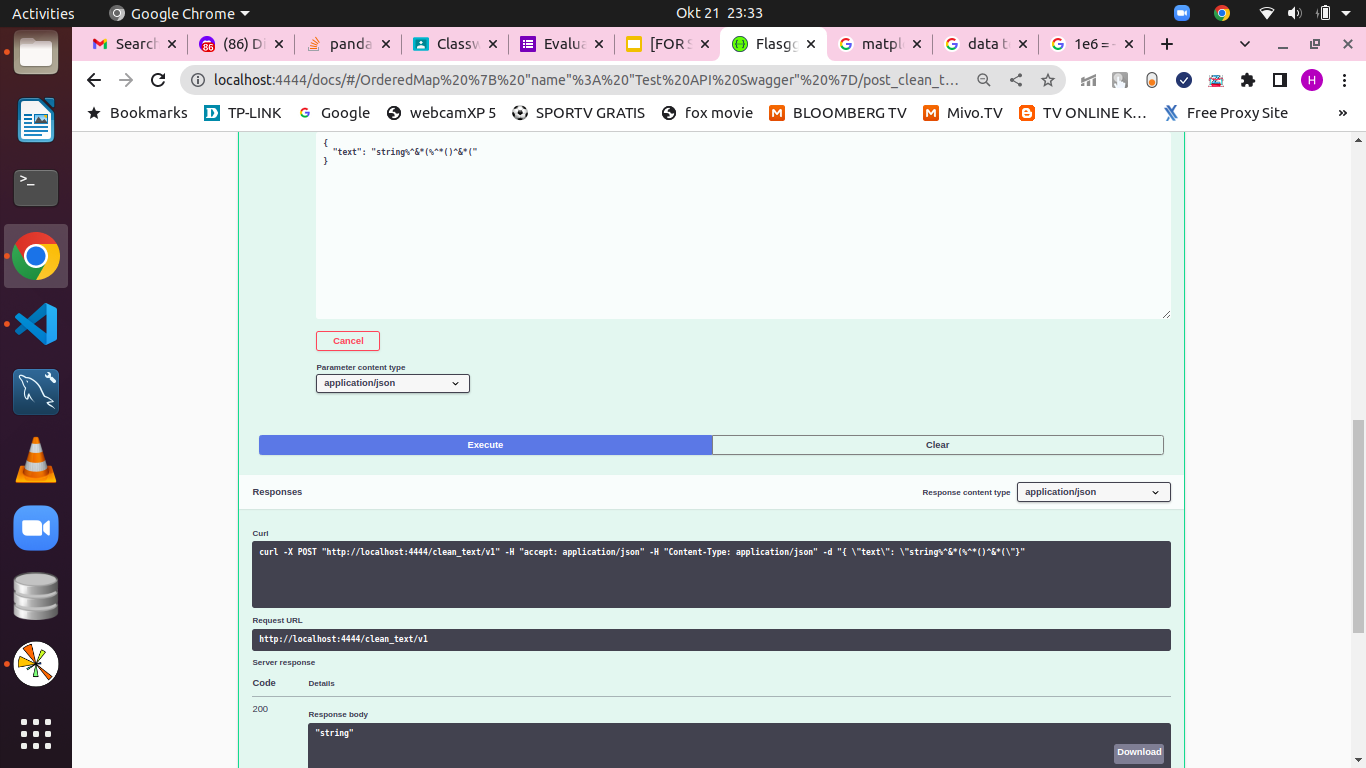 Activities
Google Chrome
Okt 21 23:33
Search
(86) D
panda
Classw
Evalua
[FOR S
Flasgg
matpl
data t
1e6 = -
localhost:4444/docs/#/OrderedMap%20%7B%20"name"%3A%20"Test%20API%20Swagger"%20%7D/post_clean_t...
H
Bookmarks
TP-LINK
Google
webcamXP 5
SPORTV GRATIS
fox movie
BLOOMBERG TV
Mivo.TV
TV ONLINE K...
Free Proxy Site
»
{
"text": "string%^&*(%^*()^&*("
}
Cancel
Parameter content type
application/json
Execute
Clear
Responses
Response content type
application/json
Curl
curl -X POST "http://localhost:4444/clean_text/v1" -H "accept: application/json" -H "Content-Type: application/json" -d "{ \"text\": \"string%^&*(%^*()^&*(\"}"
Request URL
http://localhost:4444/clean_text/v1
Server response
Code
Details
200
Response body
"string"
Download